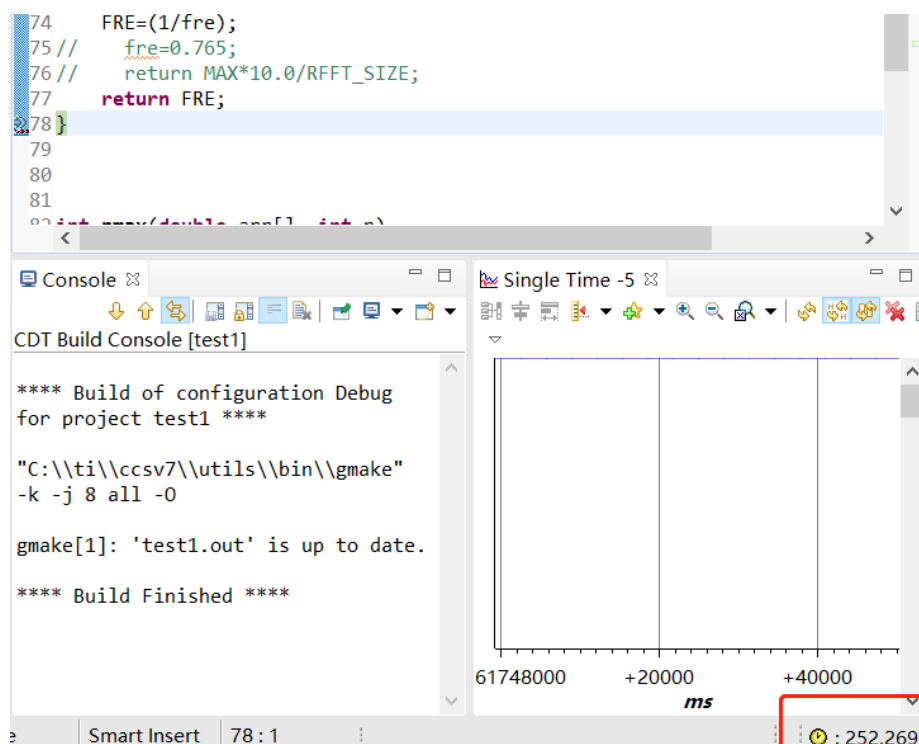 74 FRE=(1/fre);
75// fre=0.765;
76// return MAX*10.0/RFFT_SIZE;
77 return FRE;
78 }
79
80
81
Console
CDT Build Console [test1]
**** Build of configuration Debug
for project test1 ****
"C:\\ti\\ccsv7\\utils\\bin\\gmake"
-k -j 8 all -O
gmake[1]: 'test1.out' is up to date.
**** Build Finished ****
Single Time -5
61748000 +20000 +40000
ms
Smart Insert 78 : 1 : 252.269